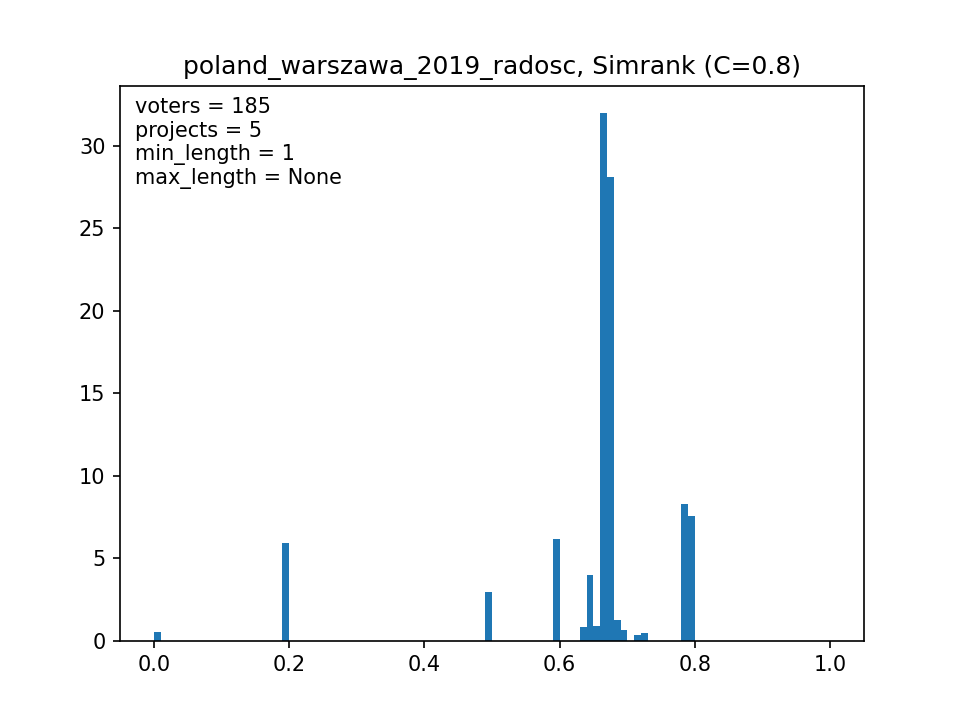 poland_warszawa_2019_radosc, Simrank (C=0.8)
voters = 185
projects = 5
min_length = 1
max_length = None
30
25
20
15
10
5
0
0.0 0.2 0.4 0.6 0.8 1.0